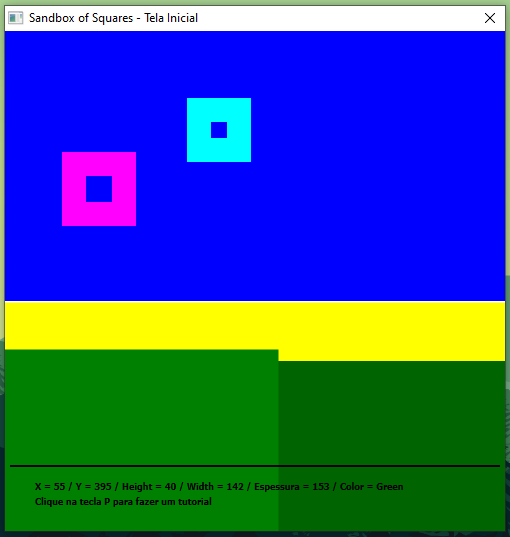 Sandbox of Squares - Tela Inicial
X = 55 / Y = 395 / Height = 40 / Width = 142 / Espessura = 153 / Color = Green
Clique na tecla P para fazer um tutorial